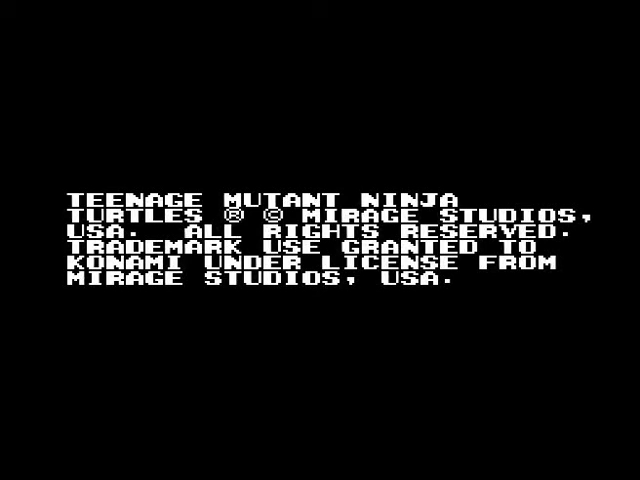 TEENAGE MUTANT NINJA
TURTLES ® © MIRAGE STUDIOS,
USA.  ALL RIGHTS RESERVED.
TRADEMARK USE GRANTED TO
KONAMI UNDER LICENSE FROM
MIRAGE STUDIOS, USA.